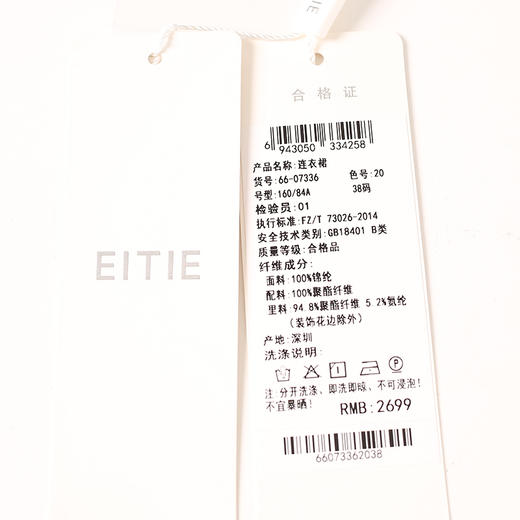 EITIE
EITIE
合格证
6 943050 334258
产品名称:连衣裙
货号:66-07336 色号:20
号型:160/84A 38码
检验员:01
执行标准:FZ/T 73026-2014
安全技术类别:GB18401 B类
质量等级:合格品
纤维成分:
面料:100%锦纶
配料:100%聚酯纤维
里料:94.8%聚酯纤维 5.2%氨纶
(装饰花边除外)
产地:深圳
洗涤说明:
P
注:分开洗涤、即洗即晾、不可浸泡!
不宜暴晒!
RMB:2699
66073362038